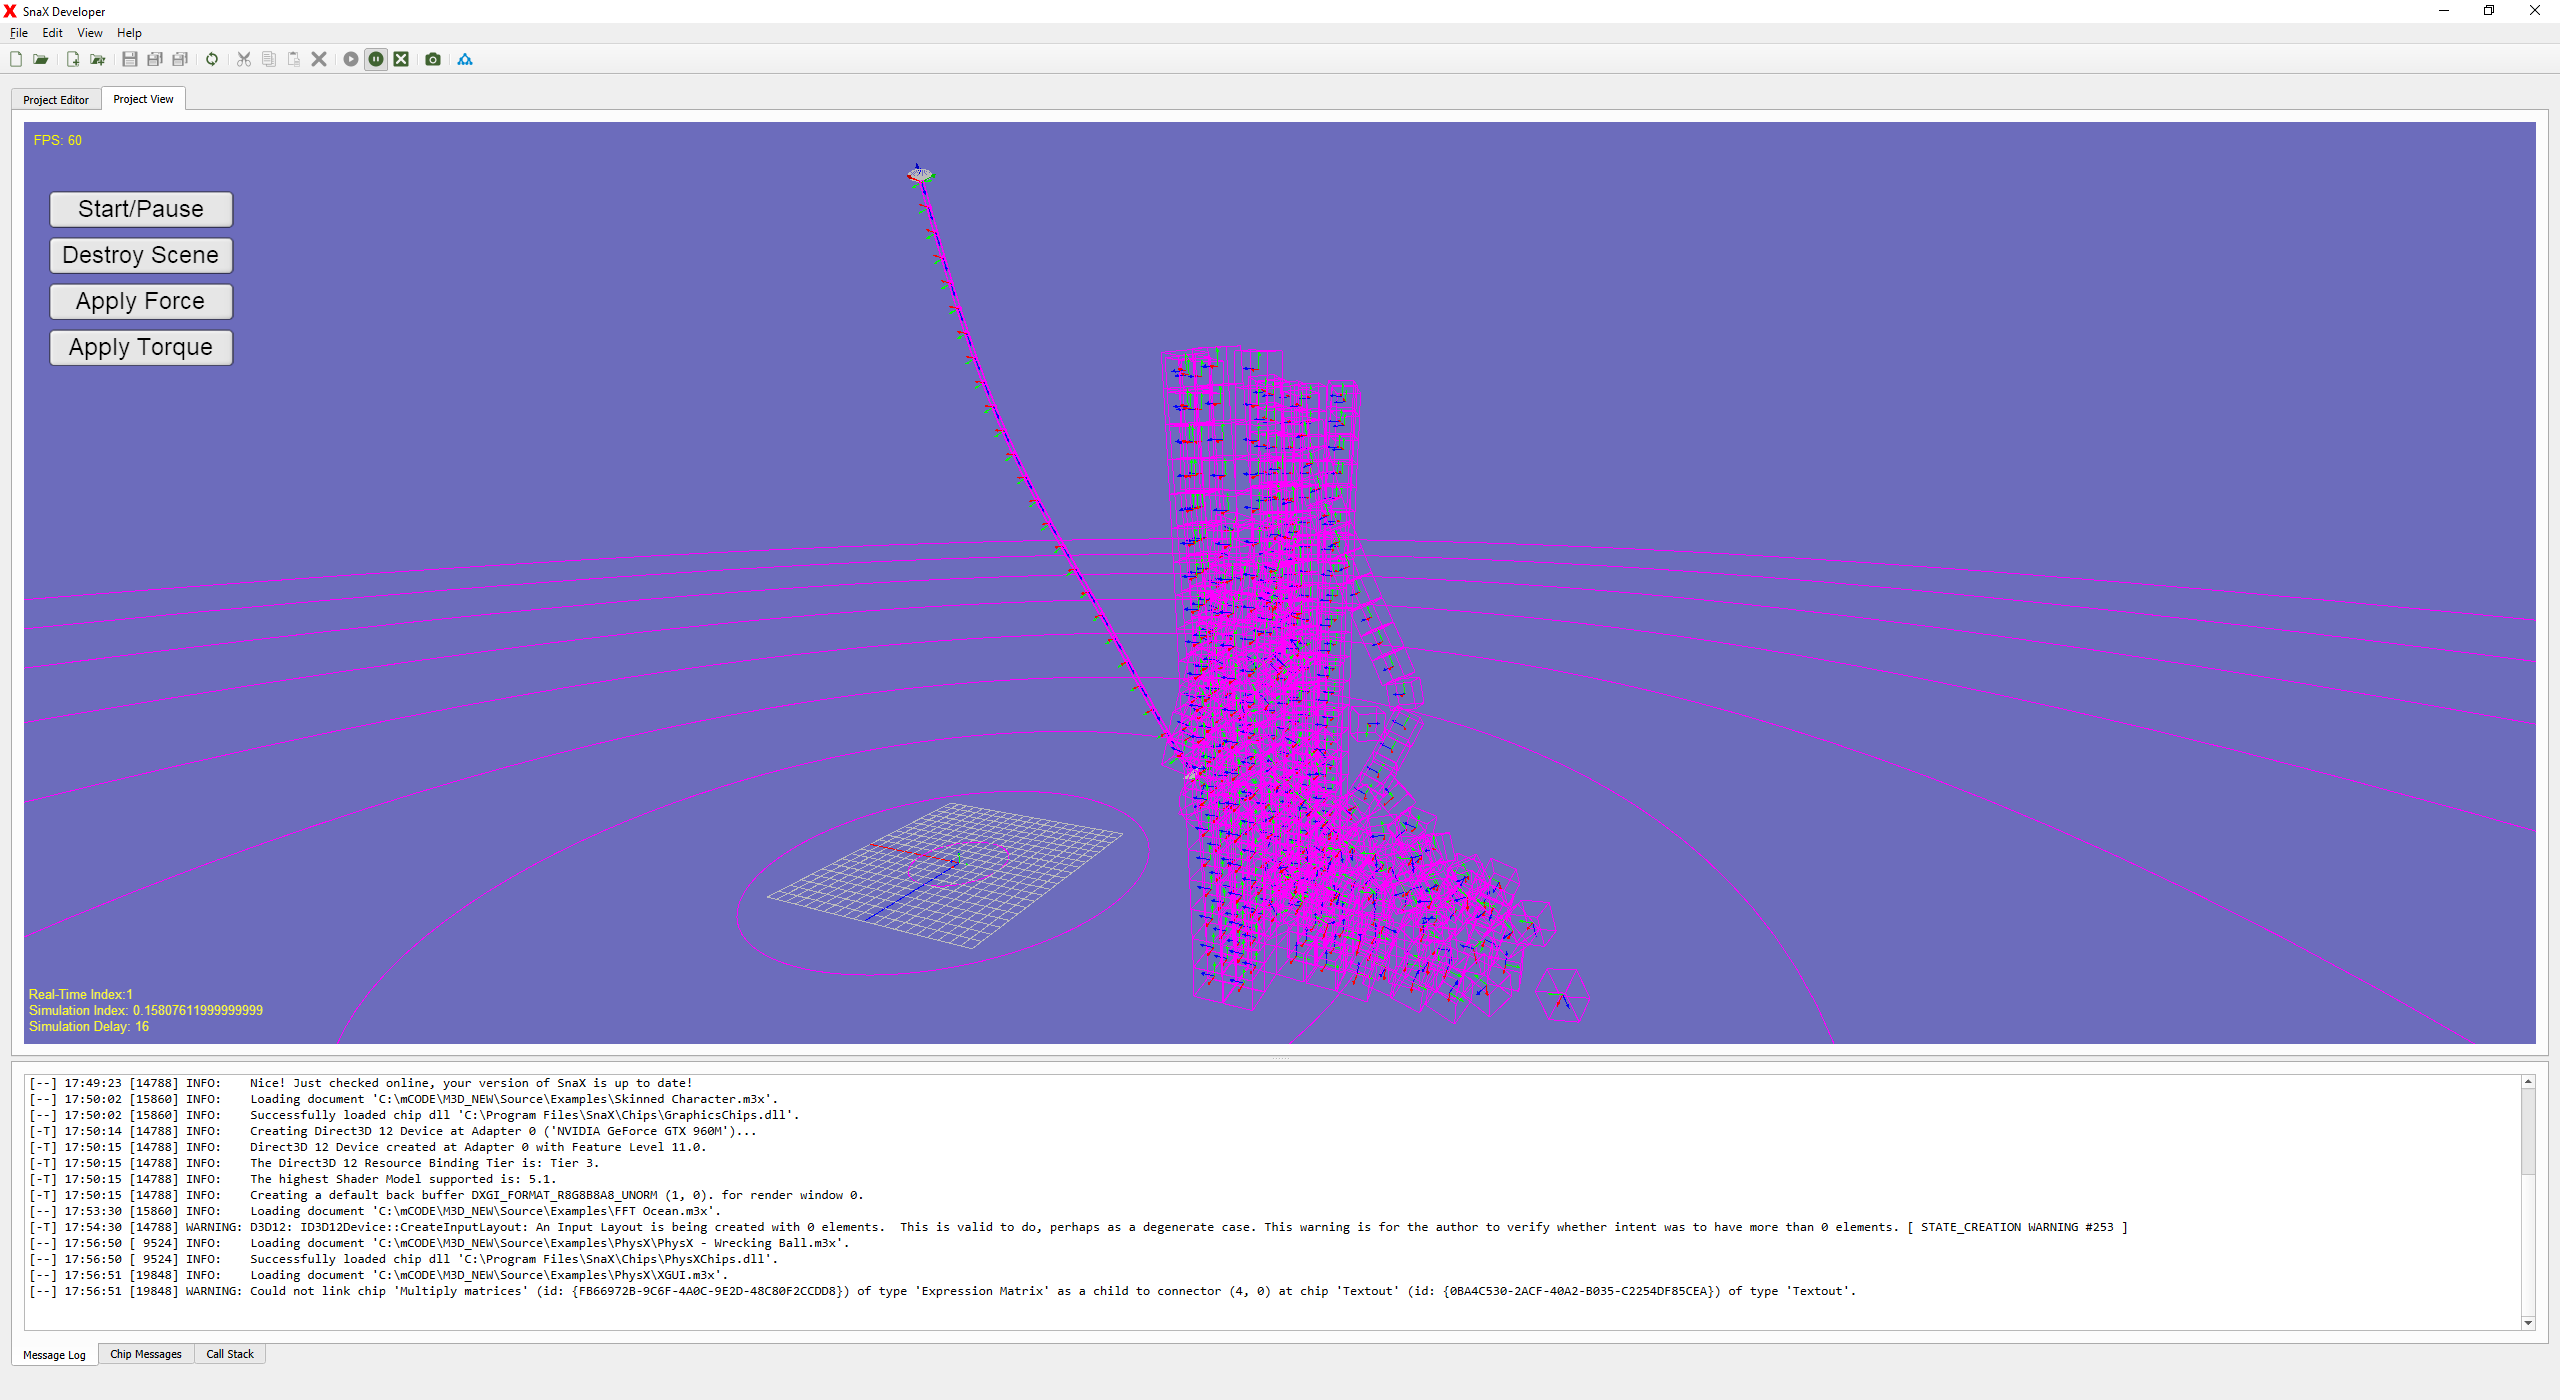 SnaX Developer
File Edit View Help
Project Editor Project View
FPS: 60
Start/Pause
Destroy Scene
Apply Force
Apply Torque
Real-Time Index:1
Simulation Index: 0.15807611999999999
Simulation Delay: 16
[--] 17:49:23 [14788] INFO: Nice! Just checked online, your version of SnaX is up to date!
[--] 17:50:02 [15860] INFO: Loading document 'C:\mCODE\M3D_NEW\Source\Examples\Skinned Character.m3x'.
[--] 17:50:02 [15860] INFO: Successfully loaded chip dll 'C:\Program Files\SnaX\Chips\GraphicsChips.dll'.
[-T] 17:50:14 [14788] INFO: Creating Direct3D 12 Device at Adapter 0 ('NVIDIA GeForce GTX 960M')...
[-T] 17:50:15 [14788] INFO: Direct3D 12 Device created at Adapter 0 with Feature Level 11.0.
[-T] 17:50:15 [14788] INFO: The Direct3D 12 Resource Binding Tier is: Tier 3.
[-T] 17:50:15 [14788] INFO: The highest Shader Model supported is: 5.1.
[-T] 17:50:15 [14788] INFO: Creating a default back buffer DXGI_FORMAT_R8G8B8A8_UNORM (1, 0). for render window 0.
[--] 17:53:30 [15860] INFO: Loading document 'C:\mCODE\M3D_NEW\Source\Examples\FFT Ocean.m3x'.
[-T] 17:54:30 [14788] WARNING: D3D12: ID3D12Device::CreateInputLayout: An Input Layout is being created with 0 elements.  This is valid to do, perhaps as a degenerate case. This warning is for the author to verify whether intent was to have more than 0 elements. [ STATE_CREATION WARNING #253 ]
[--] 17:56:50 [ 9524] INFO: Loading document 'C:\mCODE\M3D_NEW\Source\Examples\PhysX\PhysX - Wrecking Ball.m3x'.
[--] 17:56:50 [ 9524] INFO: Successfully loaded chip dll 'C:\Program Files\SnaX\Chips\PhysXChips.dll'.
[--] 17:56:51 [19848] INFO: Loading document 'C:\mCODE\M3D_NEW\Source\Examples\PhysX\XGUI.m3x'.
[--] 17:56:51 [19848] WARNING: Could not link chip 'Multiply matrices' (id: {FB66972B-9C6F-4A0C-9E2D-48C80F2CCDD8}) of type 'Expression Matrix' as a child to connector (4, 0) at chip 'Textout' (id: {0BA4C530-2ACF-40A2-B035-C2254DF85CEA}) of type 'Textout'.
Message Log Chip Messages Call Stack